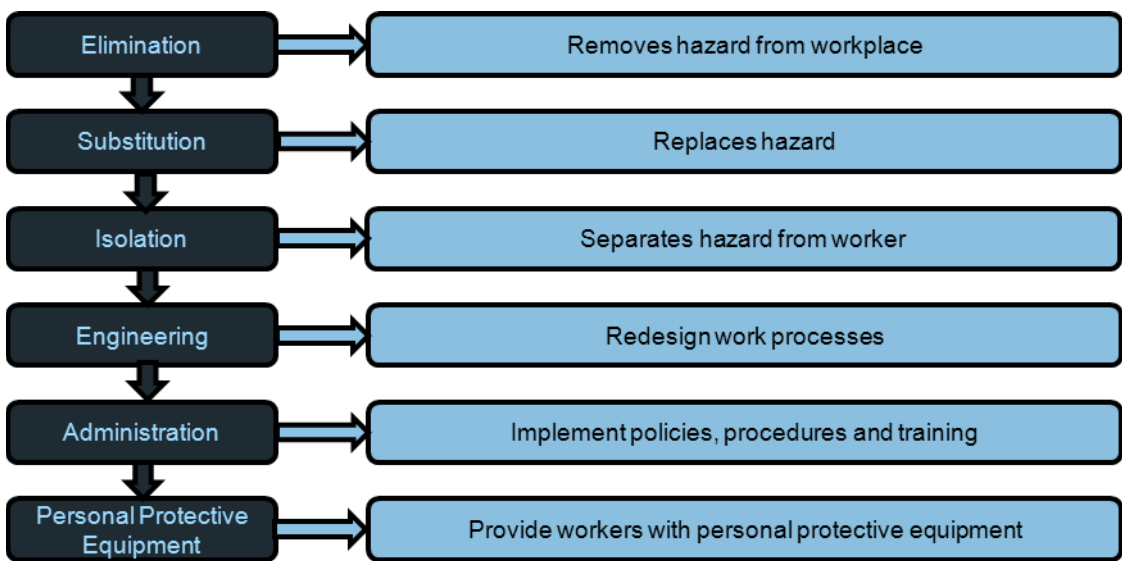 Elimination
Removes hazard from workplace
Substitution
Replaces hazard
Isolation
Separates hazard from worker
Engineering
Redesign work processes
Administration
Implement policies, procedures and training
Personal Protective
Equipment
Provide workers with personal protective equipment